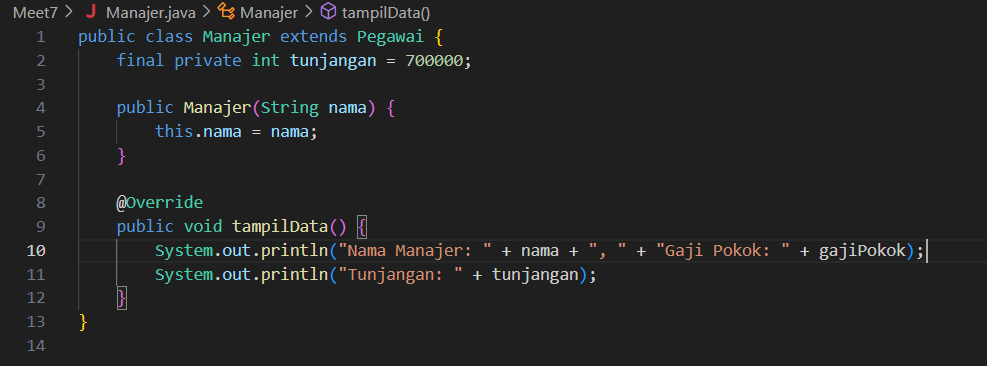 Meet7 > Manajer.java > Manajer > tampilData()
1 public class Manajer extends Pegawai {
2     final private int tunjangan = 700000;
3
4     public Manajer(String nama) {
5         this.nama = nama;
6     }
7
8     @Override
9     public void tampilData() {
10         System.out.println("Nama Manajer: " + nama + ", " + "Gaji Pokok: " + gajiPokok);
11         System.out.println("Tunjangan: " + tunjangan);
12     }
13 }
14